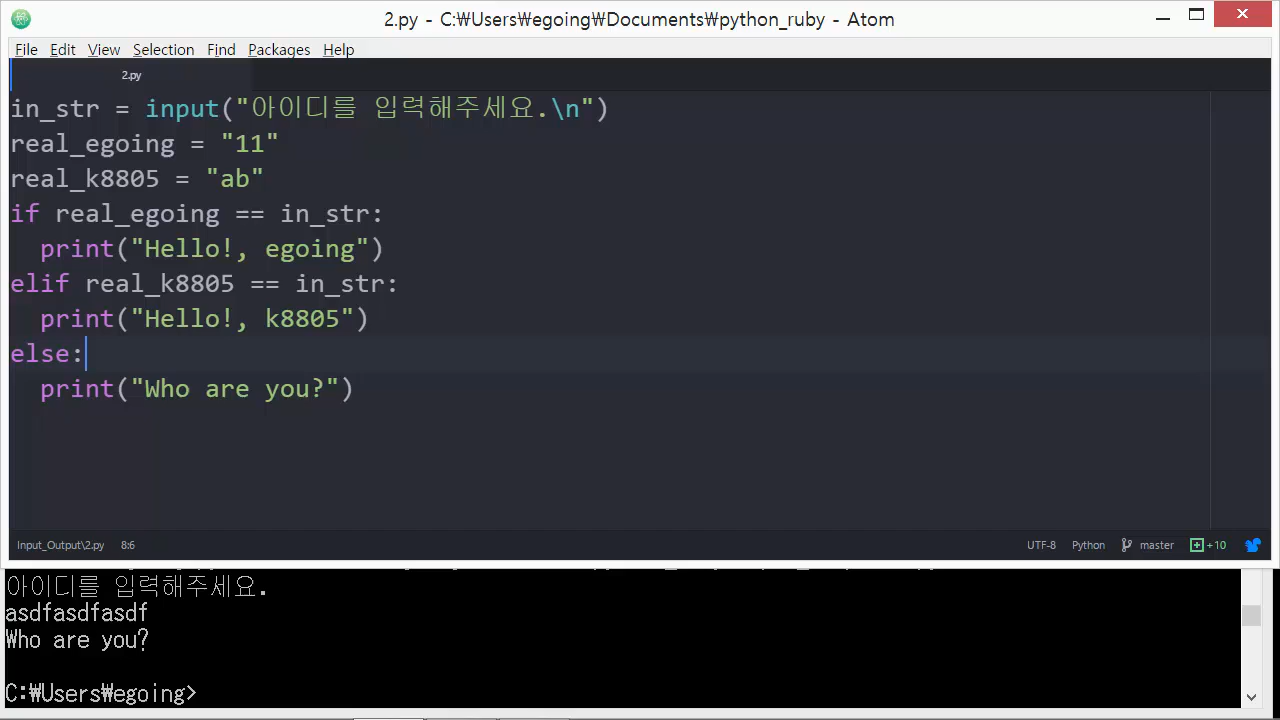 2.py - C:\Users\egoing\Documents\python_ruby - Atom
File Edit View Selection Find Packages Help
2.py
in_str = input("아이디를 입력해주세요.\n")
real_egoing = "11"
real_k8805 = "ab"
if real_egoing == in_str:
  print("Hello!, egoing")
elif real_k8805 == in_str:
  print("Hello!, k8805")
else:
  print("Who are you?")
Input_Output\2.py 8:6 UTF-8 Python master +10
아이디를 입력해주세요.
asdfasdfasdf
Who are you?
C:₩Users₩egoing>